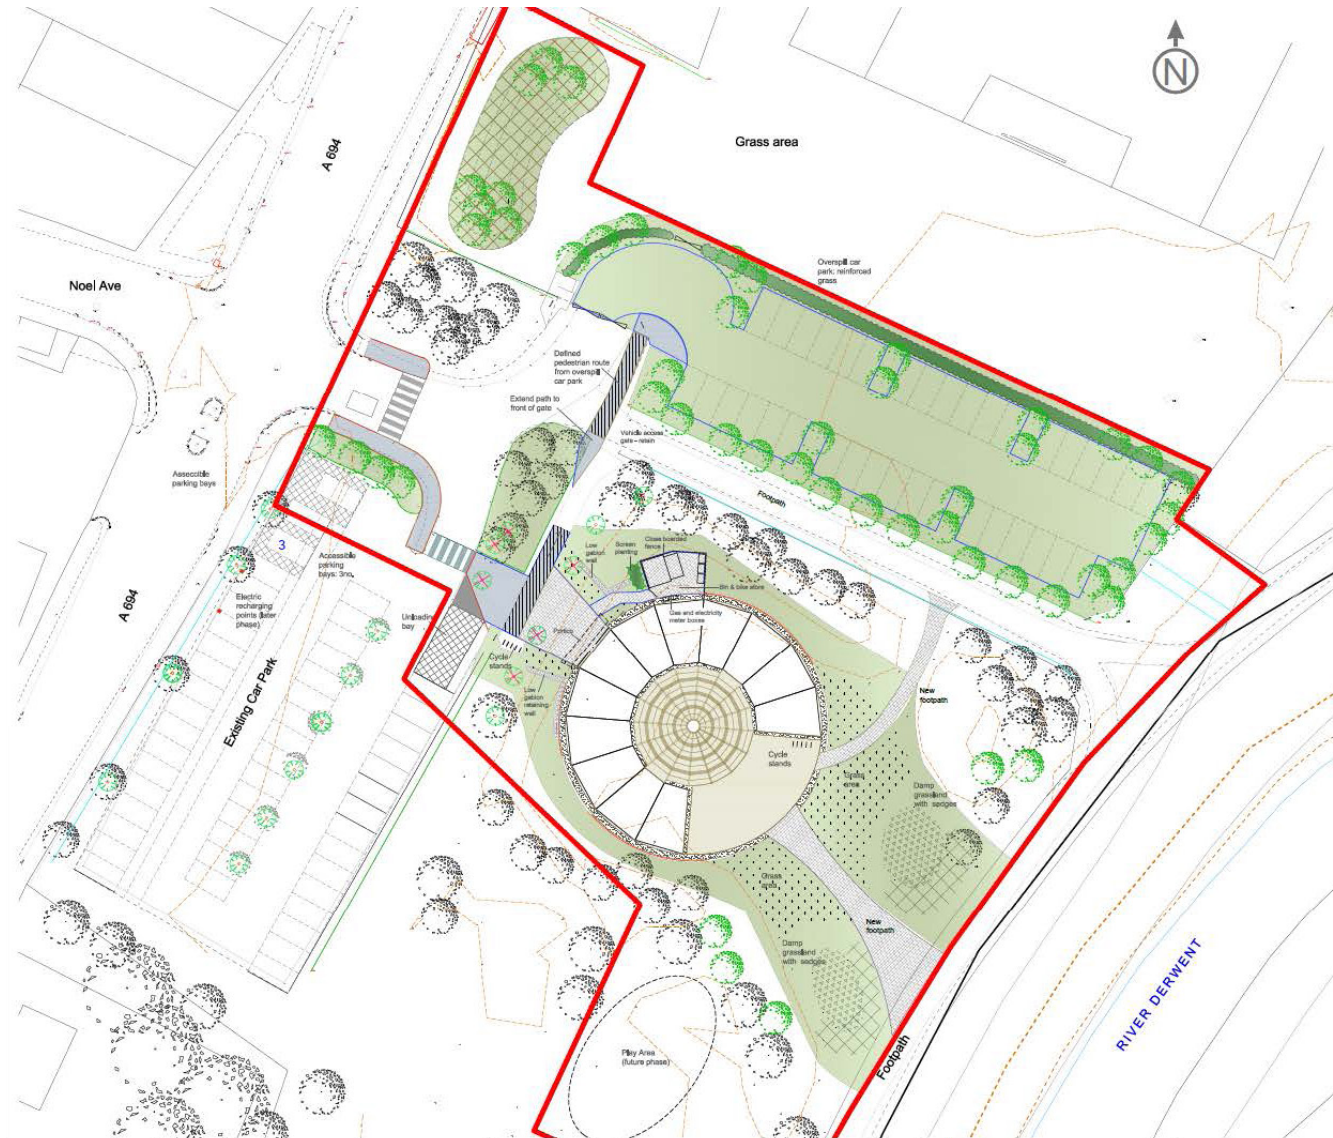 N
A 694
Grass area
Noel Ave
Overspill car
park: reinforced
grass
Defined
pedestrian route
from overspill
car park
Extend path to
front of gate
Vehicle access
gate - retain
Assecible
parking bays
Footpath
3
Accessible
parking
bays: 3no.
Low
gabion
wall
Screen
planting
Close boarded
fence
Bin & bike store
Electric
recharging
points (later
phase)
A 694
Unloading
bay
Gas and electricity
meter boxes
Portico
Cycle
stands
Low
gabion
retaining
wall
Existing Car Park
New
footpath
Cycle
stands
Grass
area
Damp
grassland
with sedges
Grass
area
New
footpath
Damp
grassland
with sedges
RIVER DERWENT
Play Area
(future phase)
Footpath